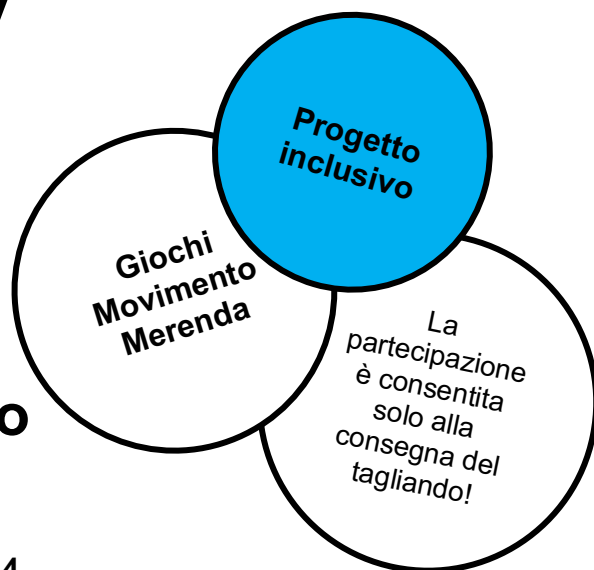 Progetto
inclusivo
Giochi
Movimento
Merenda
La
partecipazione
è consentita
solo alla
consegna del
tagliando!
o